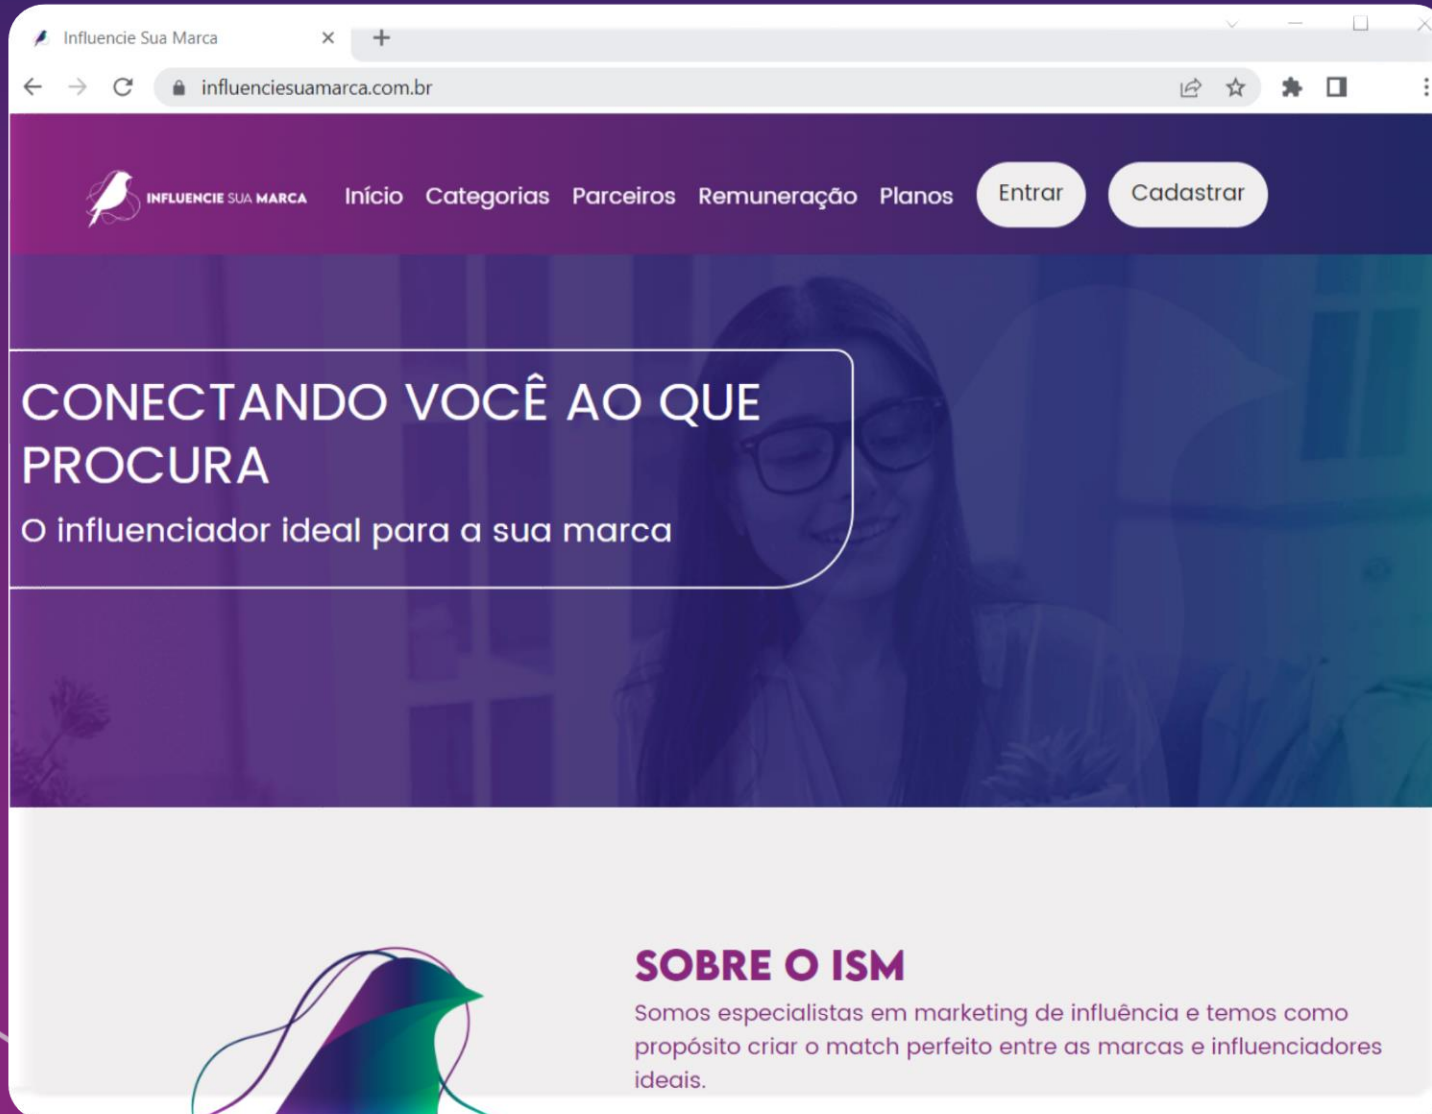 Influencie Sua Marca
influenciesuamarca.com.br
INFLUENCIE SUA MARCA
Início Categorias Parceiros Remuneração Planos Entrar Cadastrar
CONECTANDO VOCÊ AO QUE
PROCURA
O influenciador ideal para a sua marca
SOBRE O ISM
Somos especialistas em marketing de influência e temos como
propósito criar o match perfeito entre as marcas e influenciadores
ideais.